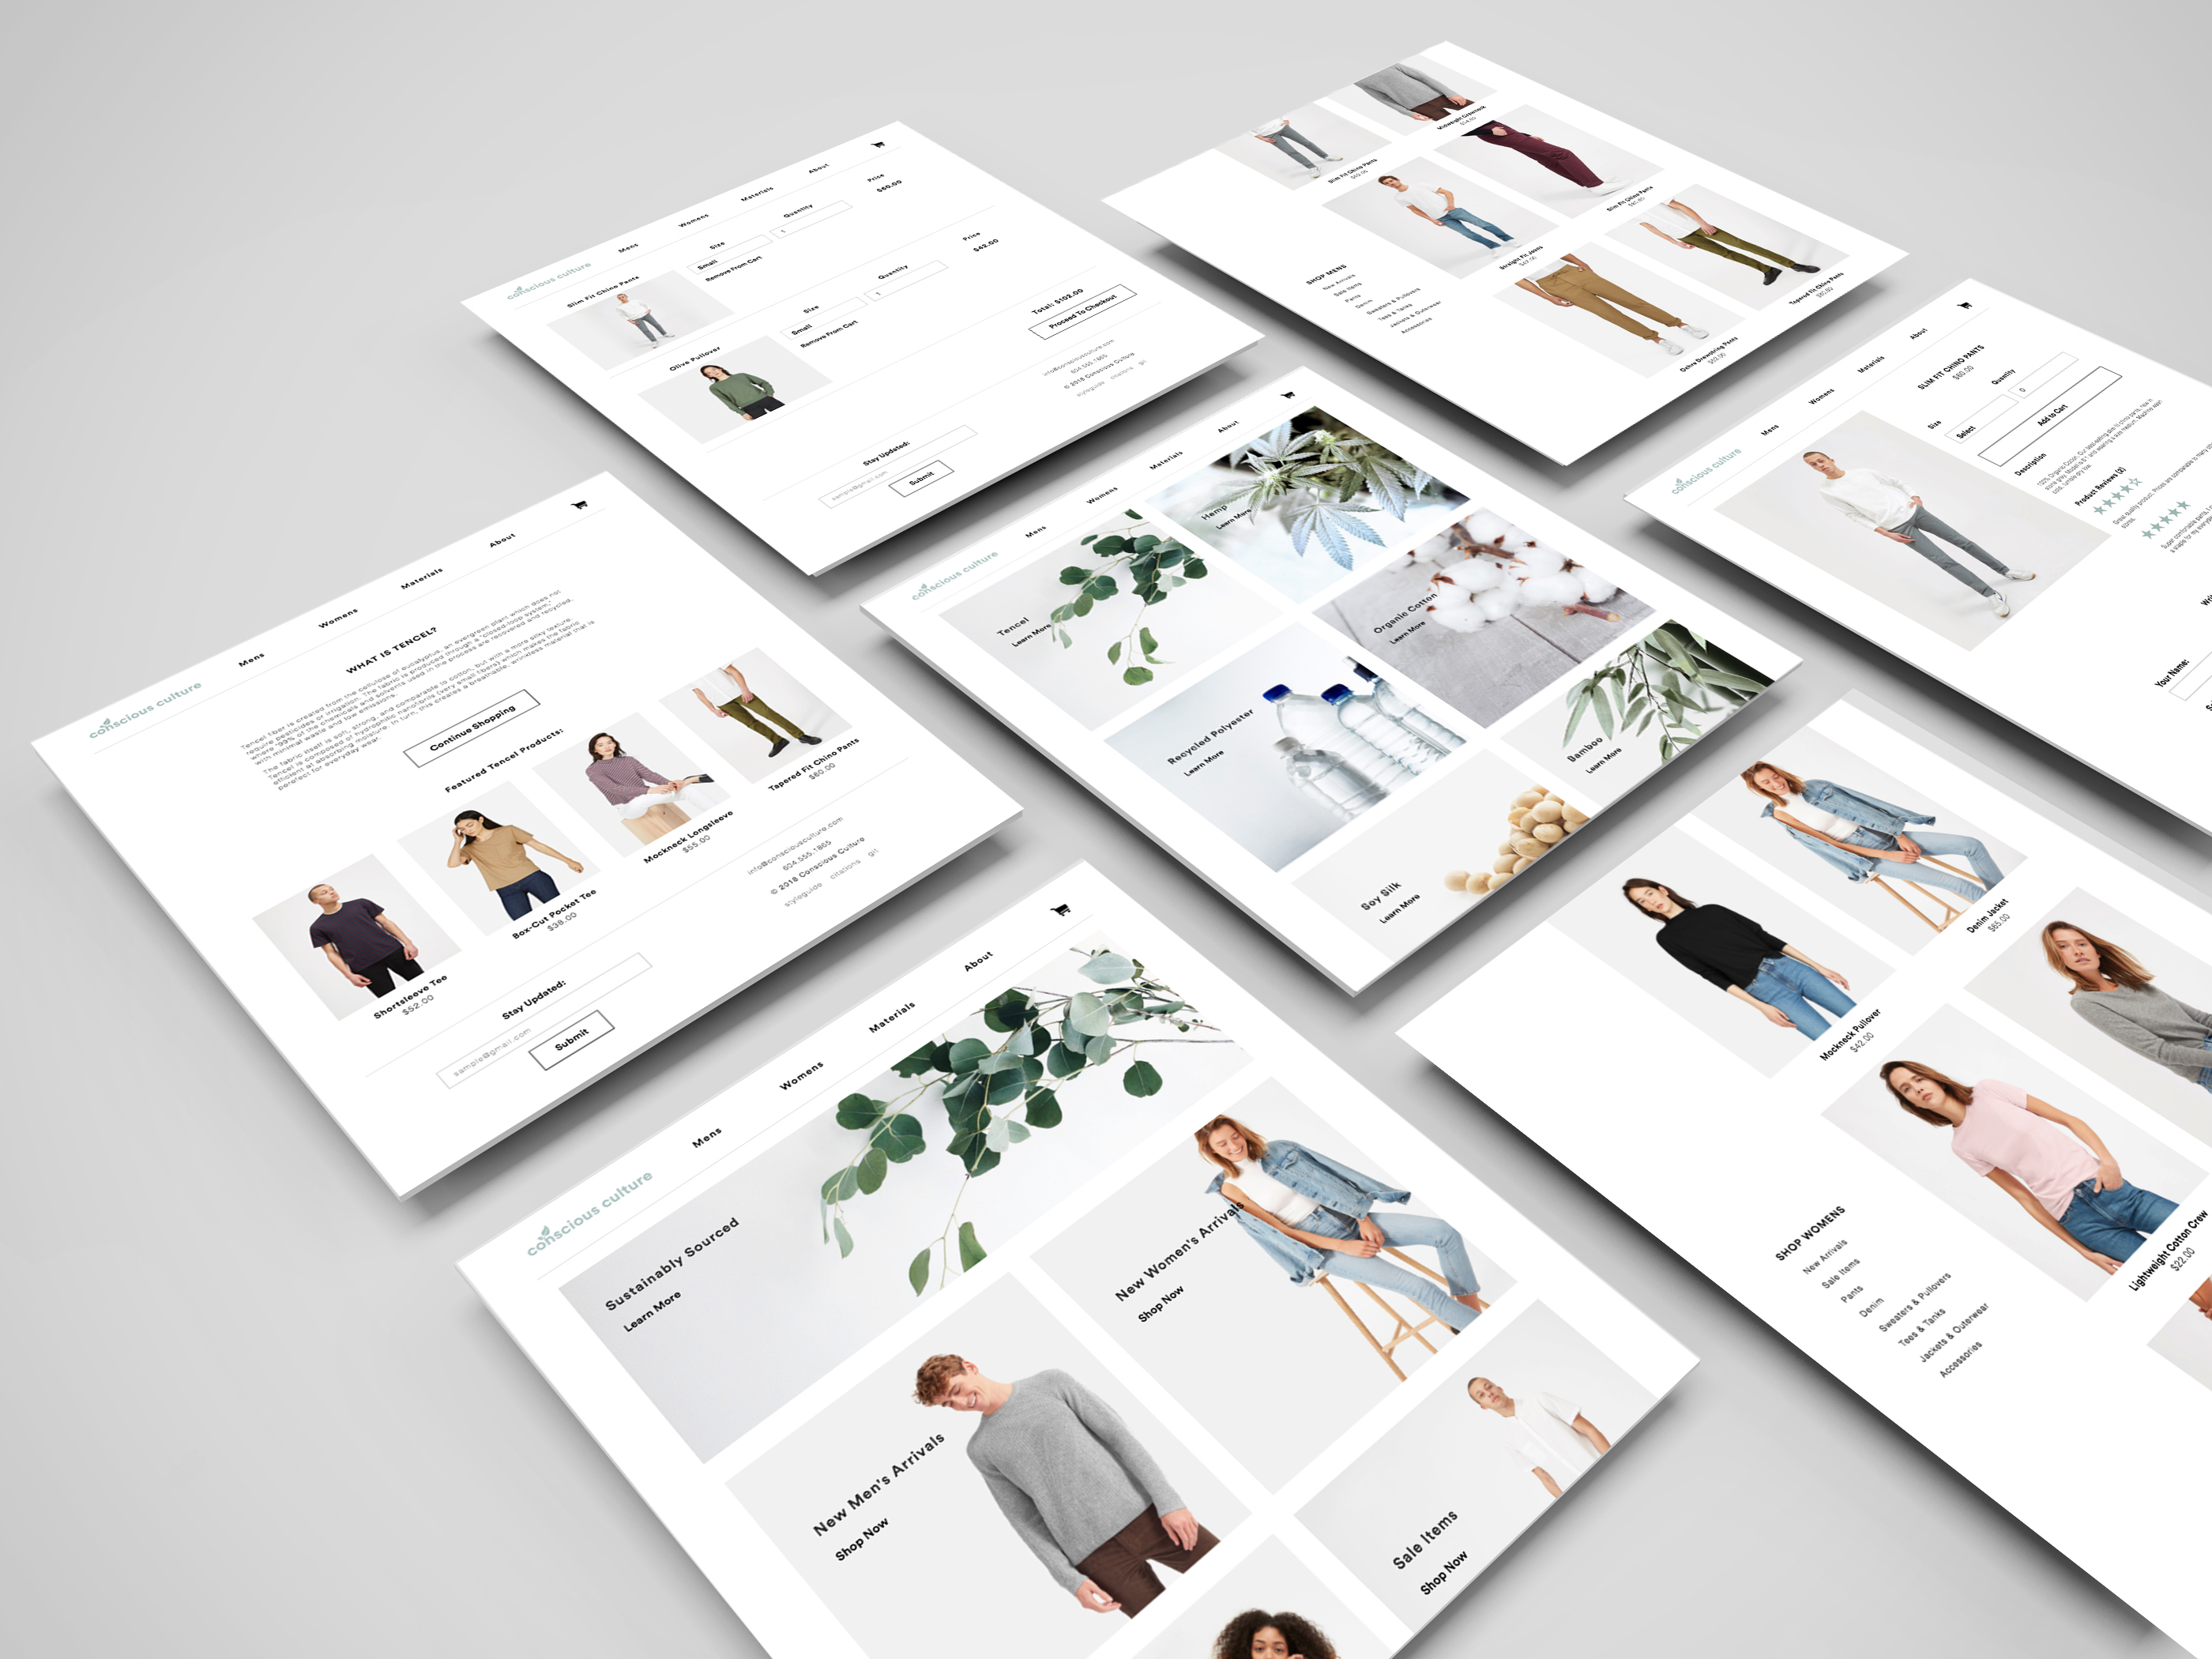 conscious culture
Mens
Womens
Materials
About
Slim Fit Chino Pants
Size
Quantity
Price
Small
1
$60.00
Remove From Cart
Olive Pullover
Size
Quantity
Price
Small
1
$42.00
Remove From Cart
Total: $102.00
Proceed To Checkout
Stay Updated:
sample@gmail.com
Submit
info@consciousculture.com
604.555.1865
© 2018 Conscious Culture
styleguide citations git
Midweight Crewneck
Slim Fit Chino Pants
$60.00
Slim Fit Chino Pants
Straight Fit Jeans
Tapered Fit Chino Pants
Ochre Drawstring Pants
$52.00
SHOP MENS
New Arrivals
Sale Items
Pants
Denim
Sweaters & Pullovers
Tees & Tanks
Jackets & Outerwear
Accessories
conscious culture
Mens
Womens
Materials
About
SLIM FIT CHINO PANTS
$60.00
Size
Quantity
Select
0
Add to Cart
Description
Product Reviews (2)
Your Name:
conscious culture
Mens
Womens
Materials
About
WHAT IS TENCEL?
Tencel fiber is created from the cellulose of eucalyptus, an evergreen plant which does not
require pesticides or irrigation. The fabric is produced through a "closed-loop system,"
where ~99% of the chemicals and solvents used in the process are recovered and recycled,
with minimal waste and low emissions.
The fabric itself is soft, strong, and comparable to cotton, but with a more silky texture.
Tencel is composed of hydrophilic nanofibrils (very small fibers) which makes the fabric
efficient at absorbing moisture. In turn, this creates a breathable, wrinkless material that is
perfect for everyday wear.
Continue Shopping
Featured Tencel Products:
Shortsleeve Tee
$52.00
Box-Cut Pocket Tee
$38.00
Mockneck Longsleeve
$55.00
Tapered Fit Chino Pants
$60.00
Stay Updated:
sample@gmail.com
Submit
info@consciousculture.com
604.555.1865
© 2018 Conscious Culture
styleguide citations git
conscious culture
Mens
Womens
Materials
About
Tencel
Learn More
Hemp
Learn More
Recycled Polyester
Learn More
Organic Cotton
Learn More
Soy Silk
Learn More
Bamboo
Learn More
conscious culture
Mens
Womens
Materials
About
Sustainably Sourced
Learn More
New Men's Arrivals
Shop Now
New Women's Arrivals
Shop Now
Sale Items
Shop Now
Denim Jacket
$65.00
Mockneck Pullover
$42.00
Lightweight Cotton Crew
$22.00
SHOP WOMENS
New Arrivals
Sale Items
Pants
Denim
Sweaters & Pullovers
Tees & Tanks
Jackets & Outerwear
Accessories